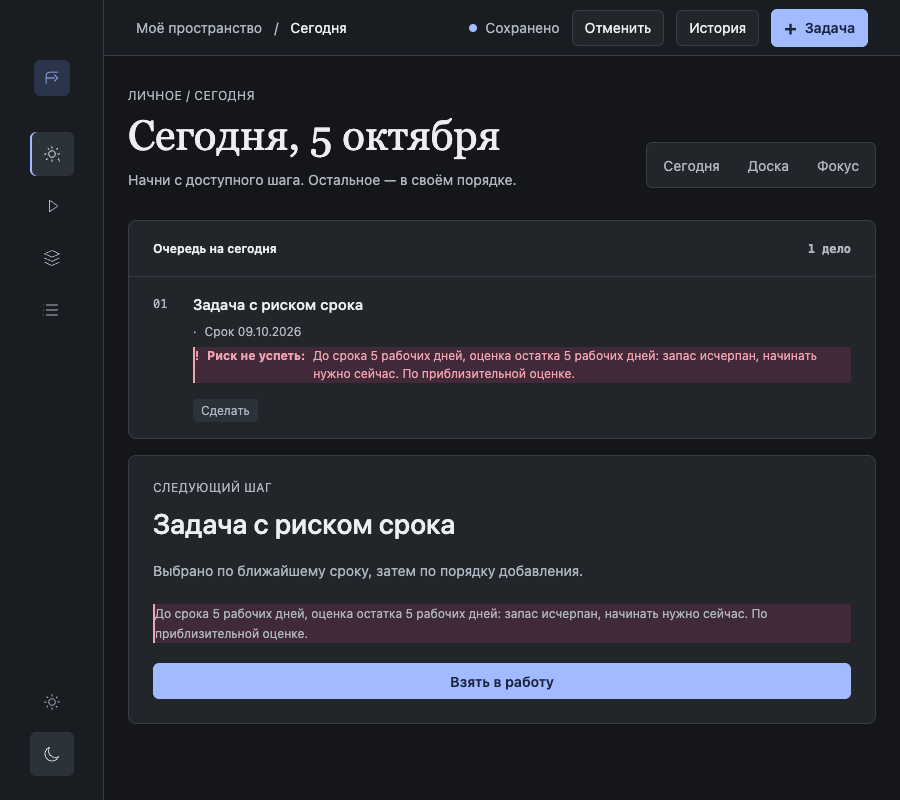 Моё пространство / Сегодня
Сохранено
Отменить
История
+ Задача
ЛИЧНОЕ / СЕГОДНЯ
Сегодня, 5 октября
Начни с доступного шага. Остальное — в своём порядке.
Сегодня Доска Фокус
Очередь на сегодня
1 дело
01
Задача с риском срока
· Срок 09.10.2026
! Риск не успеть: До срока 5 рабочих дней, оценка остатка 5 рабочих дней: запас исчерпан, начинать
нужно сейчас. По приблизительной оценке.
Сделать
СЛЕДУЮЩИЙ ШАГ
Задача с риском срока
Выбрано по ближайшему сроку, затем по порядку добавления.
До срока 5 рабочих дней, оценка остатка 5 рабочих дней: запас исчерпан, начинать нужно сейчас. По
приблизительной оценке.
Взять в работу